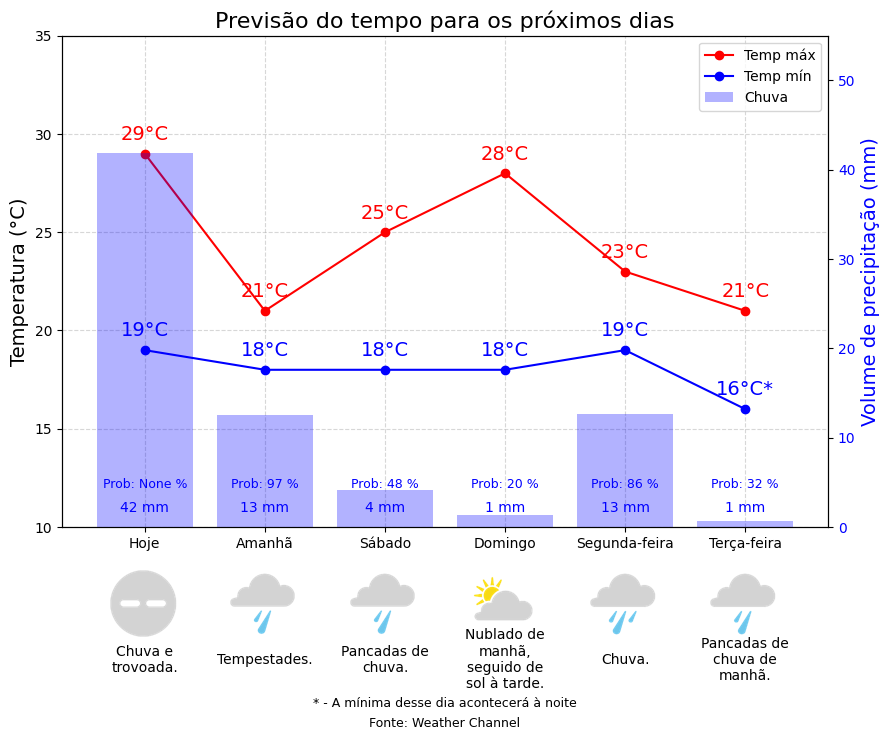 Previsão do tempo para os próximos dias
Temperatura (°C)
35
30
25
20
15
10
Temp máx
Temp mín
Chuva
50
40
30
20
10
0
Volume de precipitação (mm)
29°C
21°C
25°C
28°C
23°C
21°C
19°C
18°C
18°C
18°C
19°C
16°C*
Prob: None %
Prob: 97 %
Prob: 48 %
Prob: 20 %
Prob: 86 %
Prob: 32 %
42 mm
13 mm
4 mm
1 mm
13 mm
1 mm
Hoje
Amanhã
Sábado
Domingo
Segunda-feira
Terça-feira
Chuva e
trovoada.
Tempestades.
Pancadas de
chuva.
Nublado de
manhã,
seguido de
sol à tarde.
Chuva.
Pancadas de
chuva de
manhã.
* - A mínima desse dia acontecerá à noite
Fonte: Weather Channel